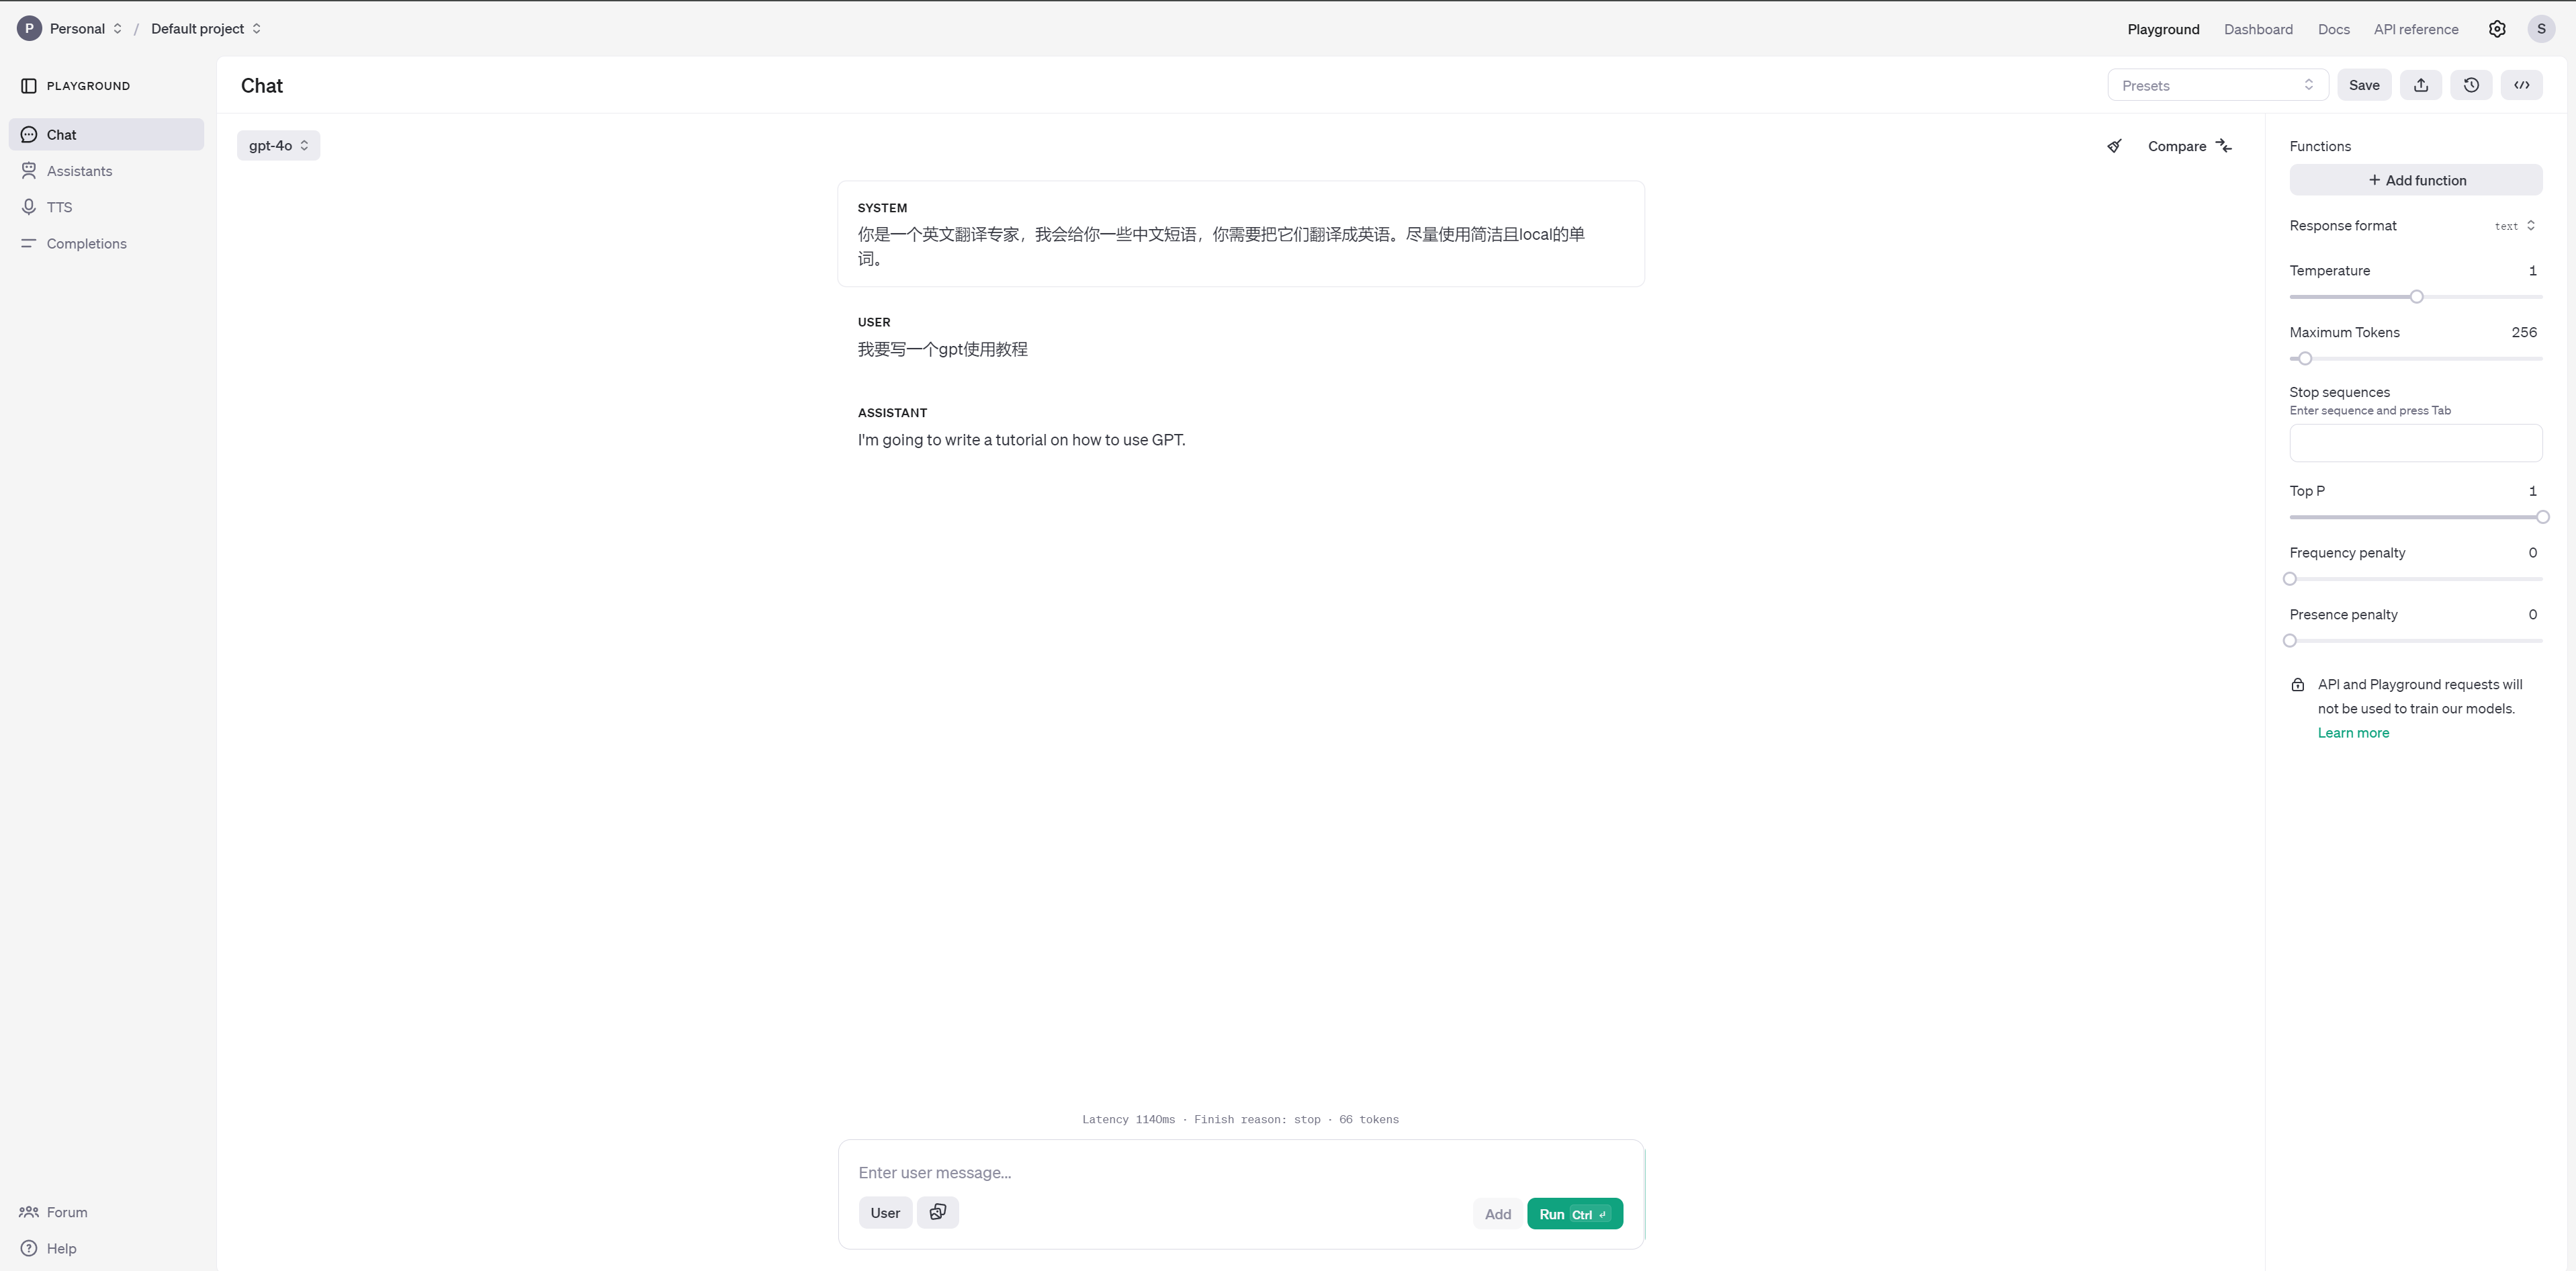 P Personal / Default project
Playground Dashboard Docs API reference S
PLAYGROUND
Chat
Assistants
TTS
Completions
Forum
Help
Chat
Presets Save
gpt-4o
Compare
SYSTEM
你是一个英文翻译专家，我会给你一些中文短语，你需要把它们翻译成英语。尽量使用简洁且local的单
词。
USER
我要写一个gpt使用教程
ASSISTANT
I'm going to write a tutorial on how to use GPT.
Latency 1140ms · Finish reason: stop · 66 tokens
Enter user message...
User Add Run Ctrl ↵
Functions
+ Add function
Response format text
Temperature 1
Maximum Tokens 256
Stop sequences
Enter sequence and press Tab
Top P 1
Frequency penalty 0
Presence penalty 0
API and Playground requests will
not be used to train our models.
Learn more